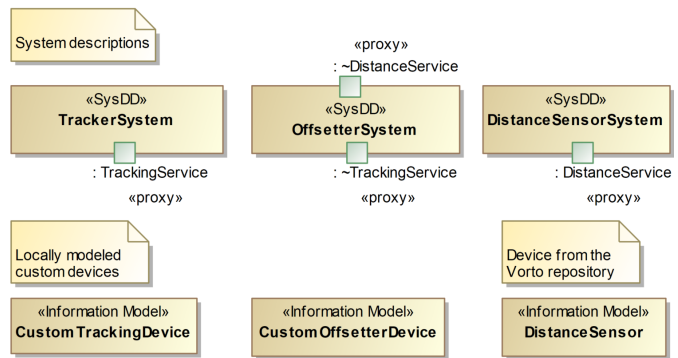 System descriptions
«proxy»
: ~DistanceService
«SysDD»
TrackerSystem
«SysDD»
OffsetterSystem
«SysDD»
DistanceSensorSystem
: TrackingService
«proxy»
: ~TrackingService
«proxy»
: DistanceService
«proxy»
Locally modeled
custom devices
Device from the
Vorto repository
«Information Model»
CustomTrackingDevice
«Information Model»
CustomOffsetterDevice
«Information Model»
DistanceSensor